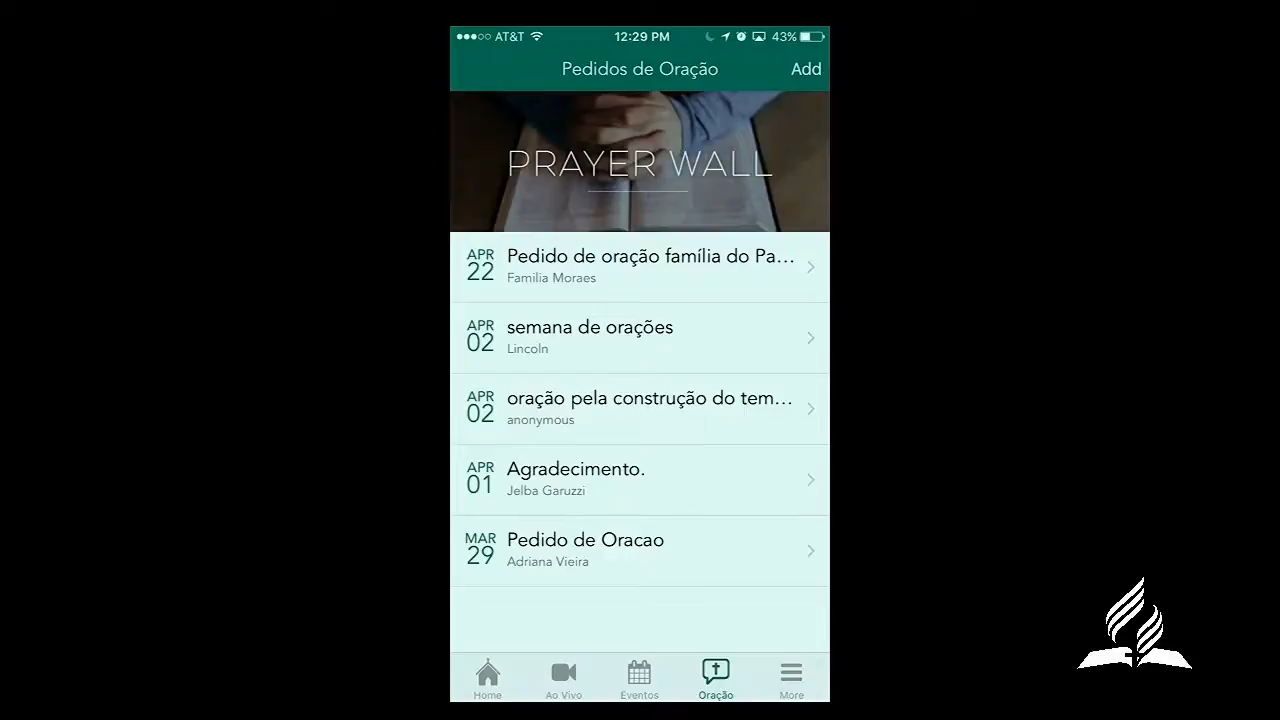 AT&T 12:29 PM 43%
Pedidos de Oração Add
PRAYER WALL
APR 22 Pedido de oração família do Pa...
Familia Moraes
APR 02 semana de orações
Lincoln
APR 02 oração pela construção do tem...
anonymous
APR 01 Agradecimento.
Jelba Garuzzi
MAR 29 Pedido de Oracao
Adriana Vieira
Home Ao Vivo Eventos Oração More